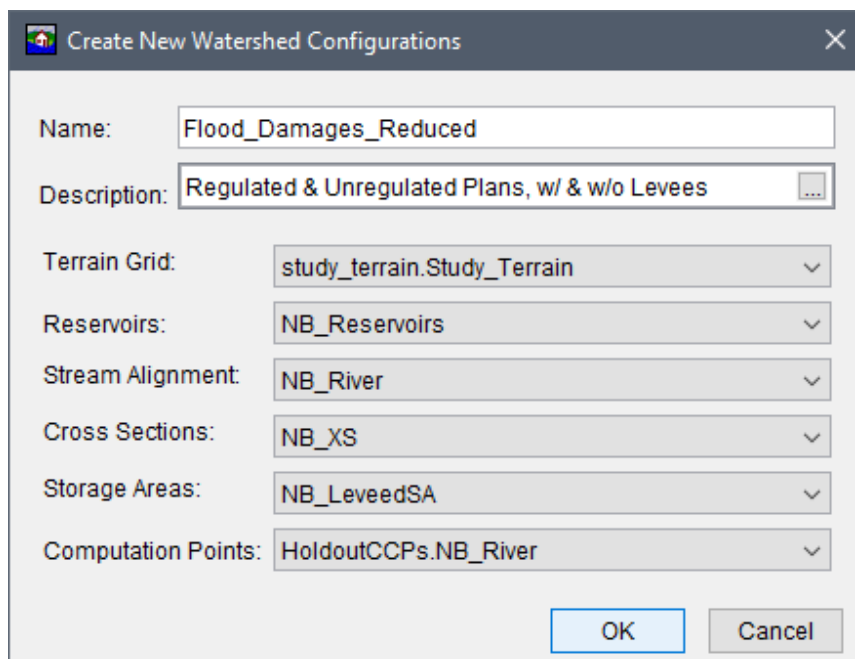 Create New Watershed Configurations
Name: Flood_Damages_Reduced
Description: Regulated & Unregulated Plans, w/ & w/o Levees ...
Terrain Grid: study_terrain.Study_Terrain
Reservoirs: NB_Reservoirs
Stream Alignment: NB_River
Cross Sections: NB_XS
Storage Areas: NB_LeveedSA
Computation Points: HoldoutCCPs.NB_River
OK Cancel